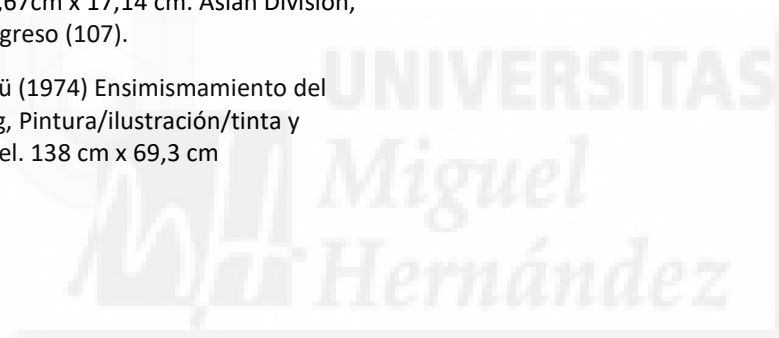 ,67cm x 17,14 cm. Asian Division,
greso (107).
ü (1974) Ensimismamiento del
g, Pintura/ilustración/tinta y
el. 138 cm x 69,3 cm
UNIVERSITAS
Miguel
Hernández